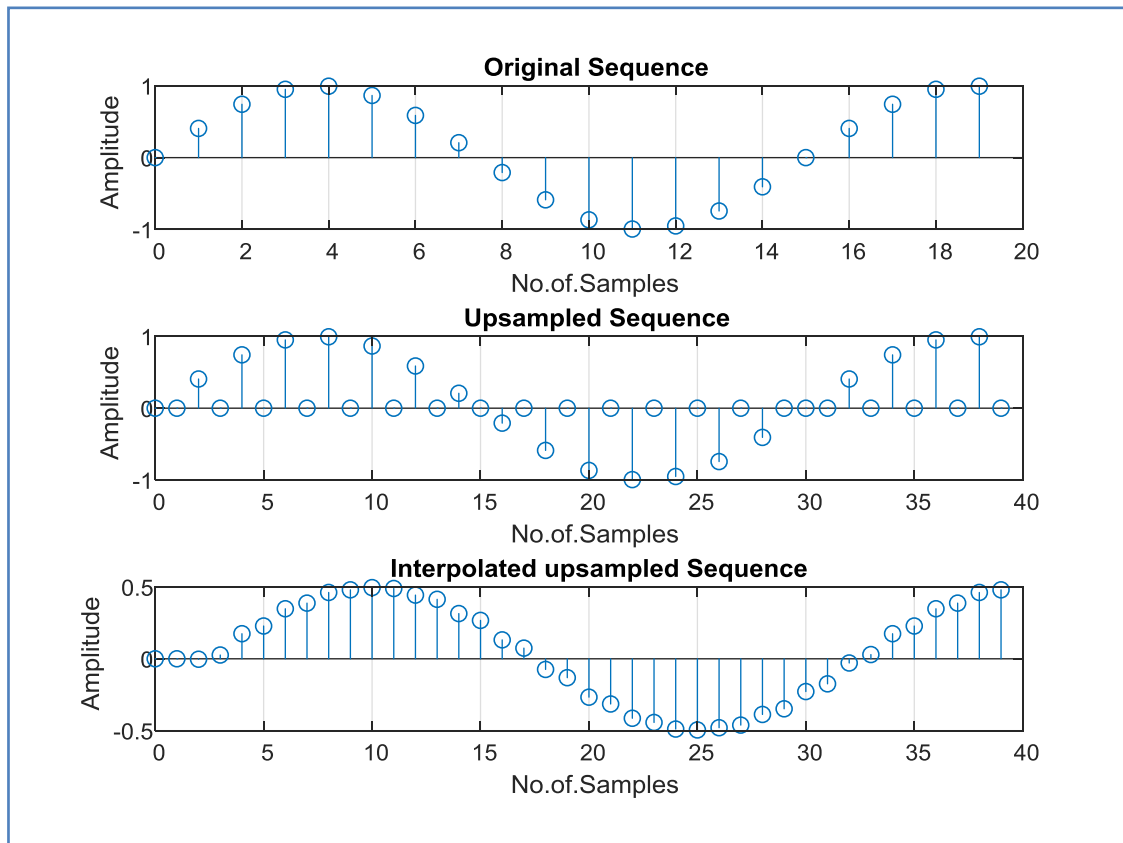 Original Sequence
1
0
-1
Amplitude
0 2 4 6 8 10 12 14 16 18 20
No.of.Samples
Upsampled Sequence
1
0
-1
Amplitude
0 5 10 15 20 25 30 35 40
No.of.Samples
Interpolated upsampled Sequence
0.5
0
-0.5
Amplitude
0 5 10 15 20 25 30 35 40
No.of.Samples